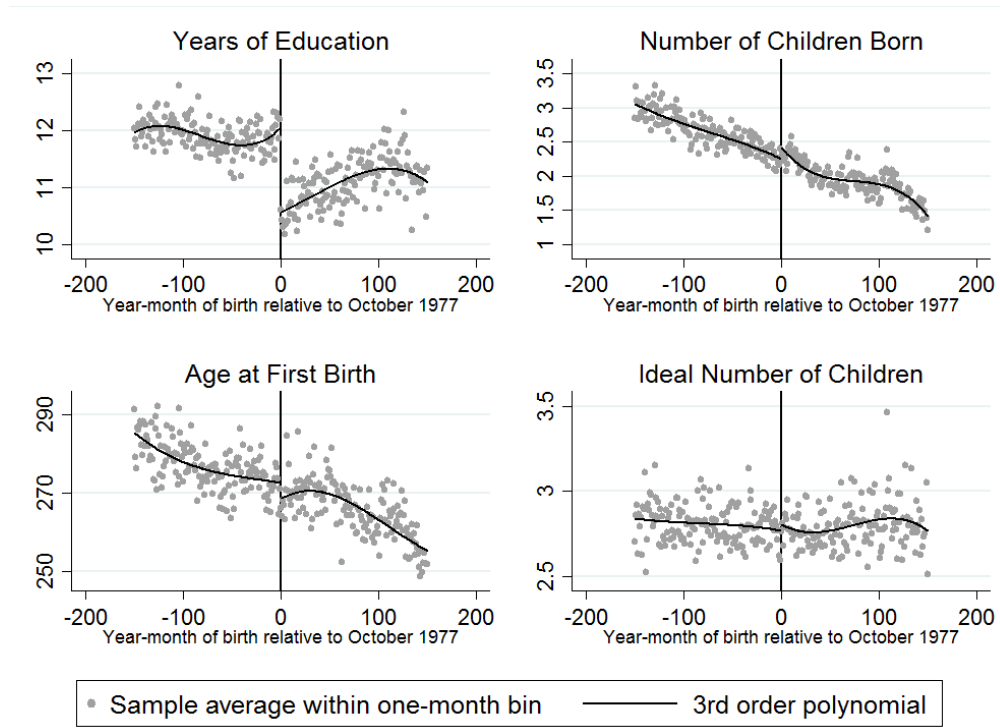 Years of Education
13
12
11
10
-200 -100 0 100 200
Year-month of birth relative to October 1977
Number of Children Born
3.5
3
2.5
2
1.5
1
-200 -100 0 100 200
Year-month of birth relative to October 1977
Age at First Birth
290
270
250
-200 -100 0 100 200
Year-month of birth relative to October 1977
Ideal Number of Children
3.5
3
2.5
-200 -100 0 100 200
Year-month of birth relative to October 1977
Sample average within one-month bin 3rd order polynomial